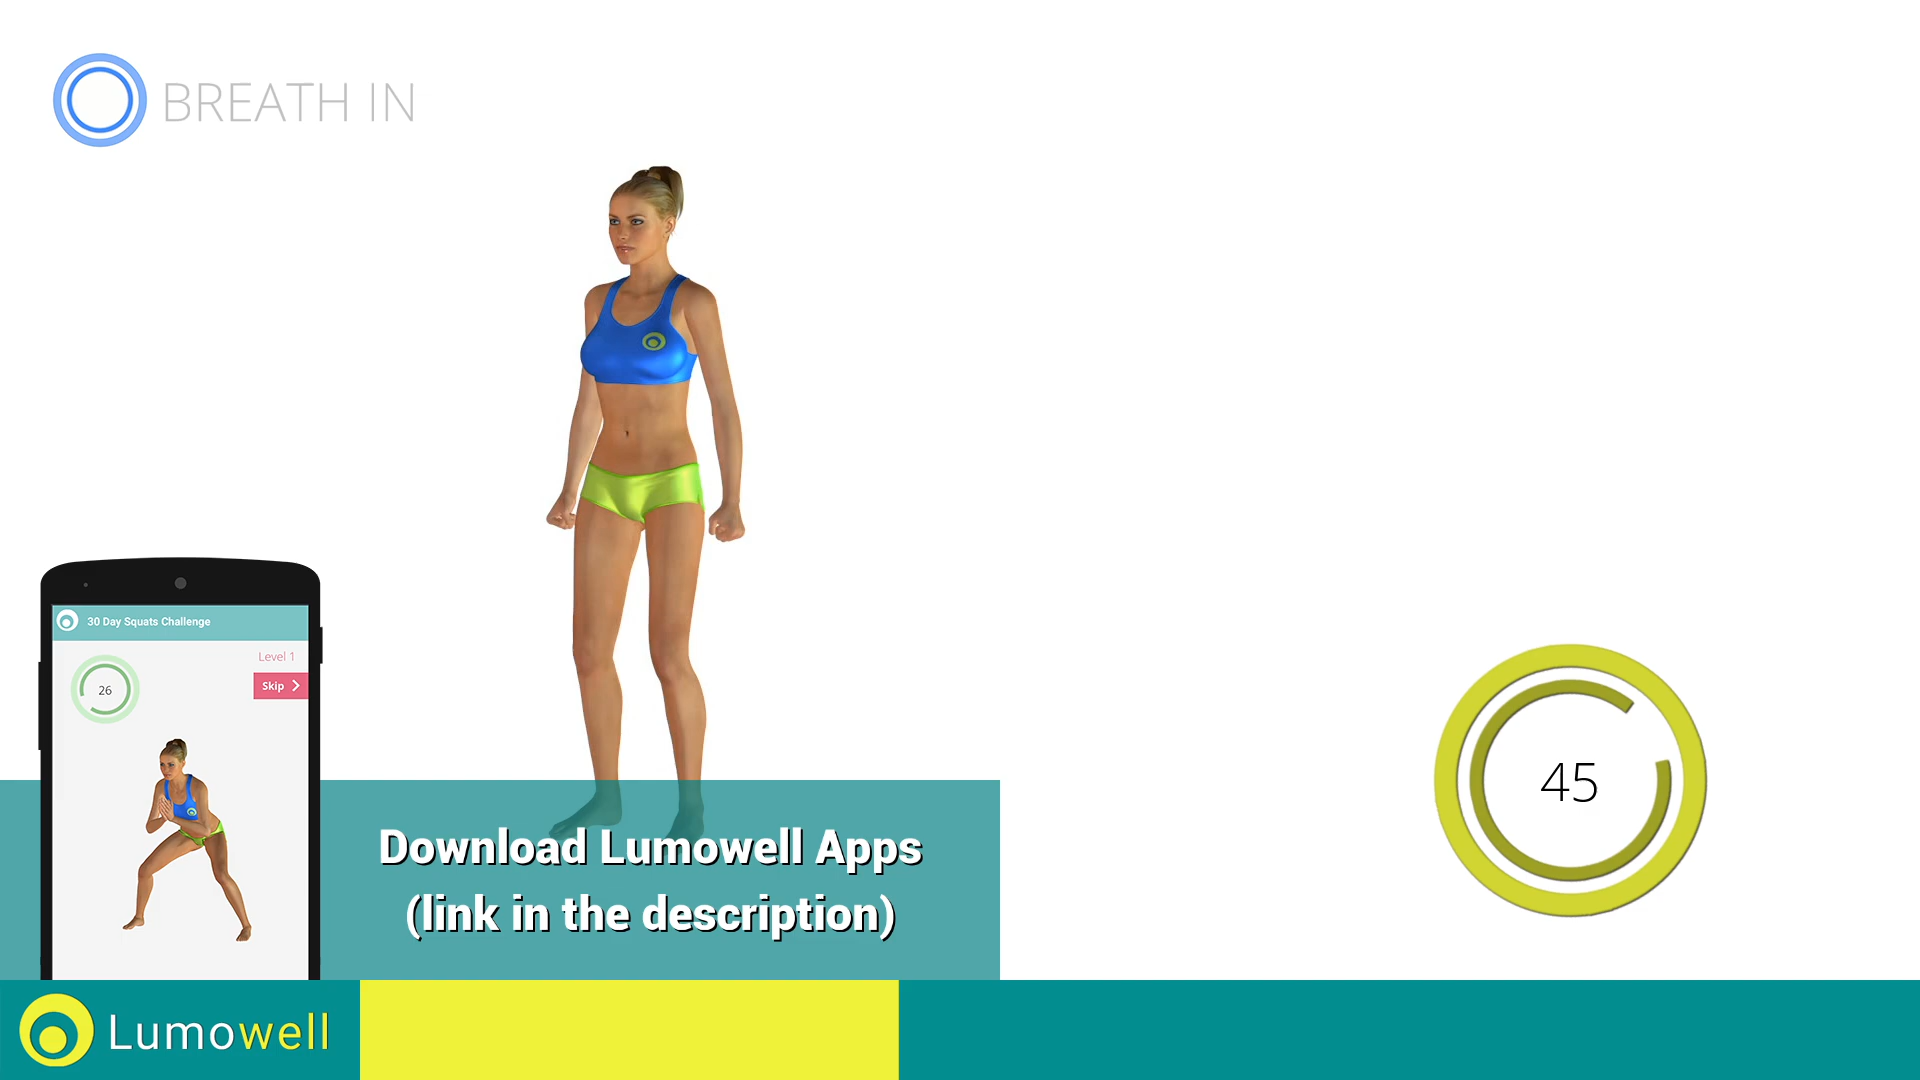 BREATH IN
30 Day Squats Challenge
Level 1
26
Skip
45
Download Lumowell Apps
(link in the description)
Lumowell